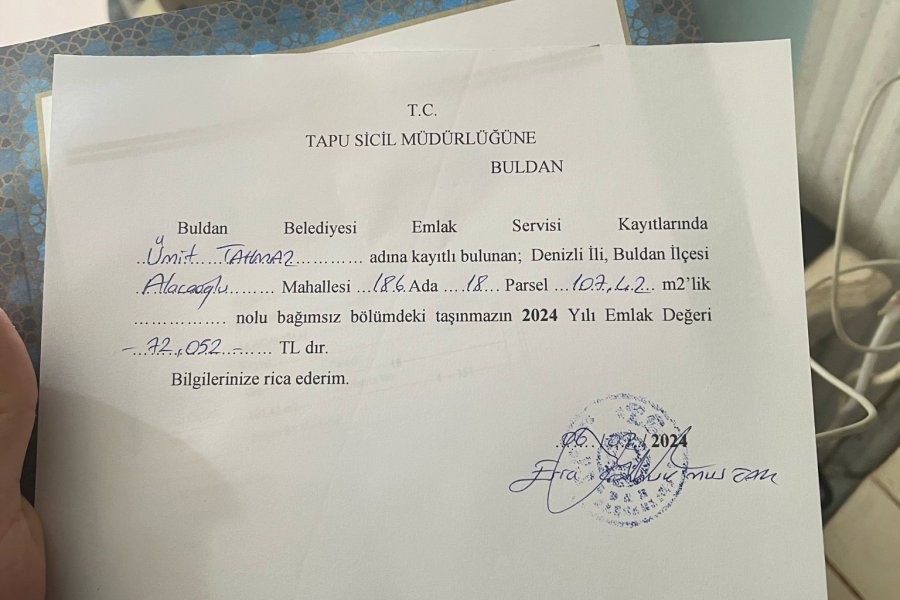 T.C.
TAPU SİCİL MÜDÜRLÜĞÜNE
BULDAN
Buldan Belediyesi Emlak Servisi Kayıtlarında
..Ümit TAHMAZ............ adına kayıtlı bulunan; Denizli İli, Buldan İlçesi
.Alacaoğlu........ Mahallesi ...186 Ada ....18... Parsel ...107,42.. m2'lik
................ nolu bağımsız bölümdeki taşınmazın 2024 Yılı Emlak Değeri
-..72.,052.-....... TL dır.
Bilgilerinize rica ederim.
..06../02./2024